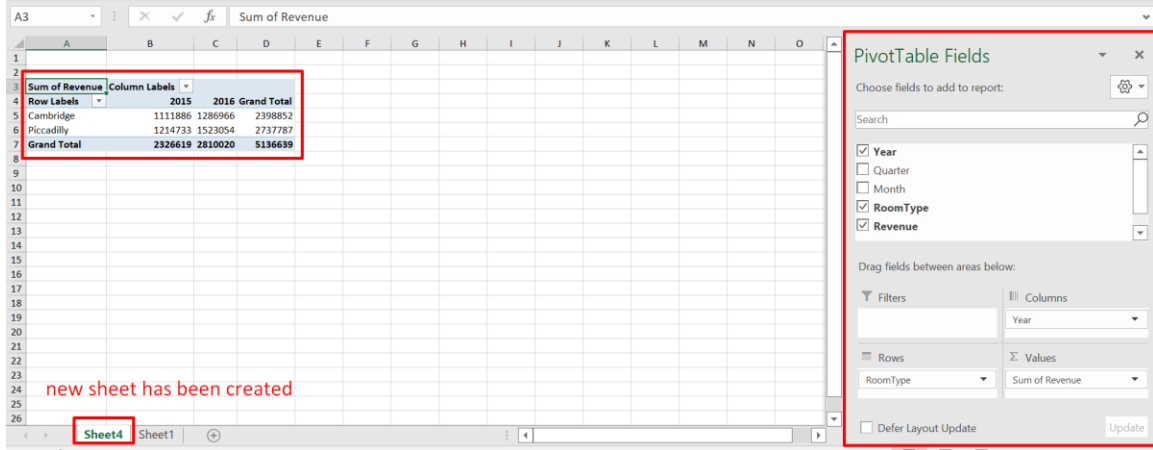 A3 fx Sum of Revenue
A B C D E F G H I J K L M N O
1
2
3 Sum of Revenue Column Labels
4 Row Labels 2015 2016 Grand Total
5 Cambridge 1111886 1286966 2398852
6 Piccadilly 1214733 1523054 2737787
7 Grand Total 2326619 2810020 5136639
8
9
10
11
12
13
14
15
16
17
18
19
20
21
22
23
24 new sheet has been created
25
26
Sheet4 Sheet1
PivotTable Fields
Choose fields to add to report:
Search
Year
Quarter
Month
RoomType
Revenue
Drag fields between areas below:
Filters Columns
Year
Rows Σ Values
RoomType Sum of Revenue
Defer Layout Update Update